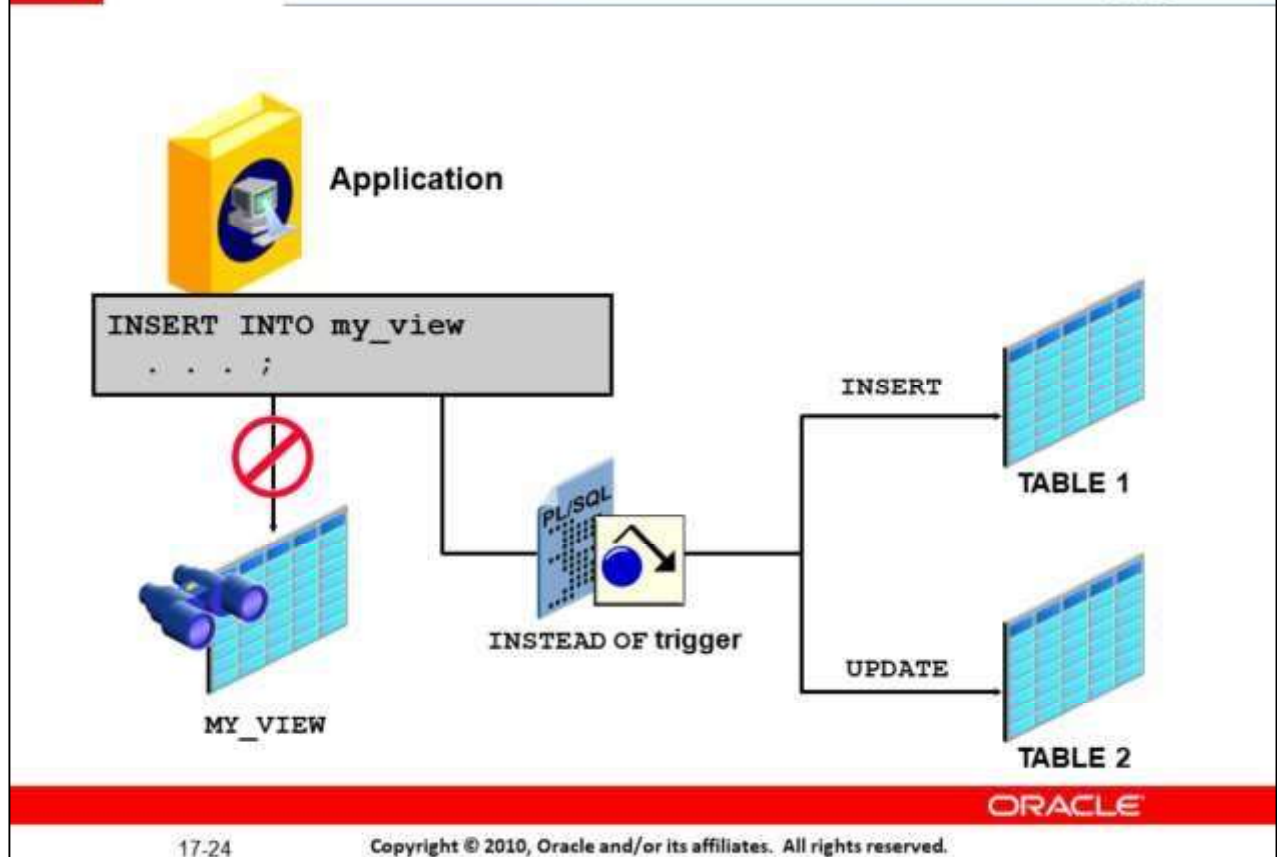 Application
INSERT INTO my_view
. . . ;
INSERT
TABLE 1
PL/SQL
INSTEAD OF trigger
UPDATE
MY_VIEW
TABLE 2
ORACLE
17-24
Copyright © 2010, Oracle and/or its affiliates. All rights reserved.